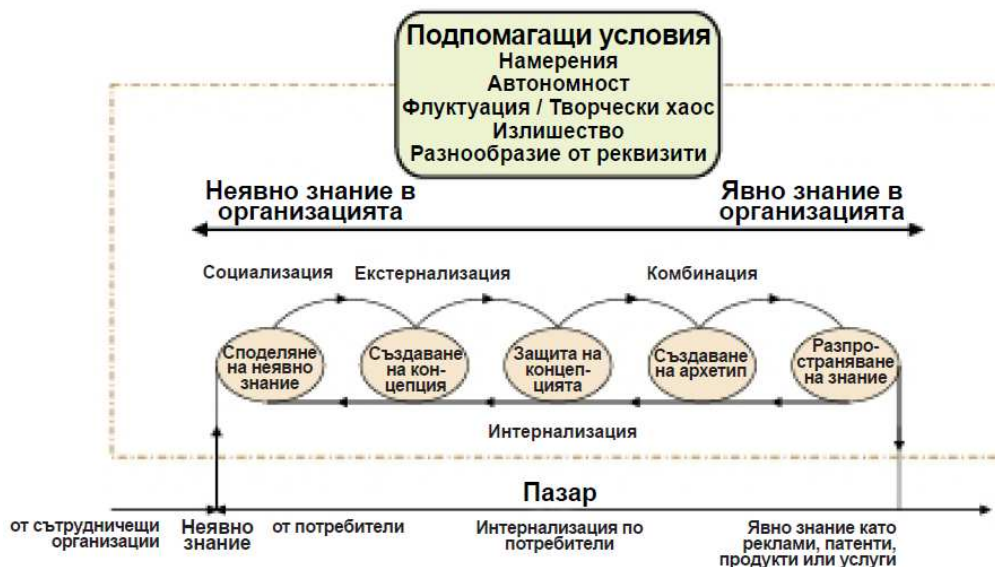 Подпомагащи условия
Намерения
Автономност
Флуктуация / Творчески хаос
Излишество
Разнообразие от реквизити
Неявно знание в
организацията
Явно знание в
организацията
Социализация
Екстернализация
Комбинация
Споделяне
на неявно
знание
Създаване
на кон-
цепция
Защита на
концеп-
цията
Създаване
на архетип
Разпро-
страняване
на знание
Интернализация
Пазар
от сътрудничещи
организации
Неявно
знание
от потребители
Интернализация по
потребители
Явно знание като
реклами, патенти,
продукти или услуги